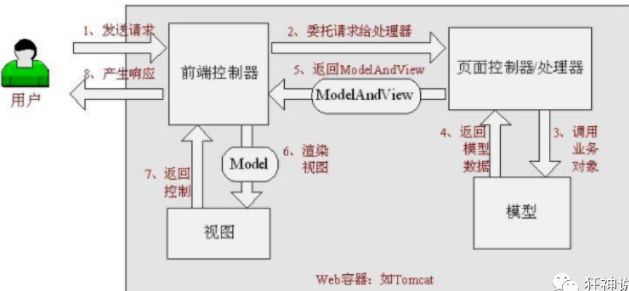 1、发送请求
2、委托请求给处理器
8、产生响应
用户
前端控制器
5、返回ModelAndView
ModelAndView
页面控制器/处理器
7、返回
控制
Model
6、渲染
视图
4、返回
模型
数据
3、调用
业务
对象
视图
模型
Web容器：如Tomcat
狂神说